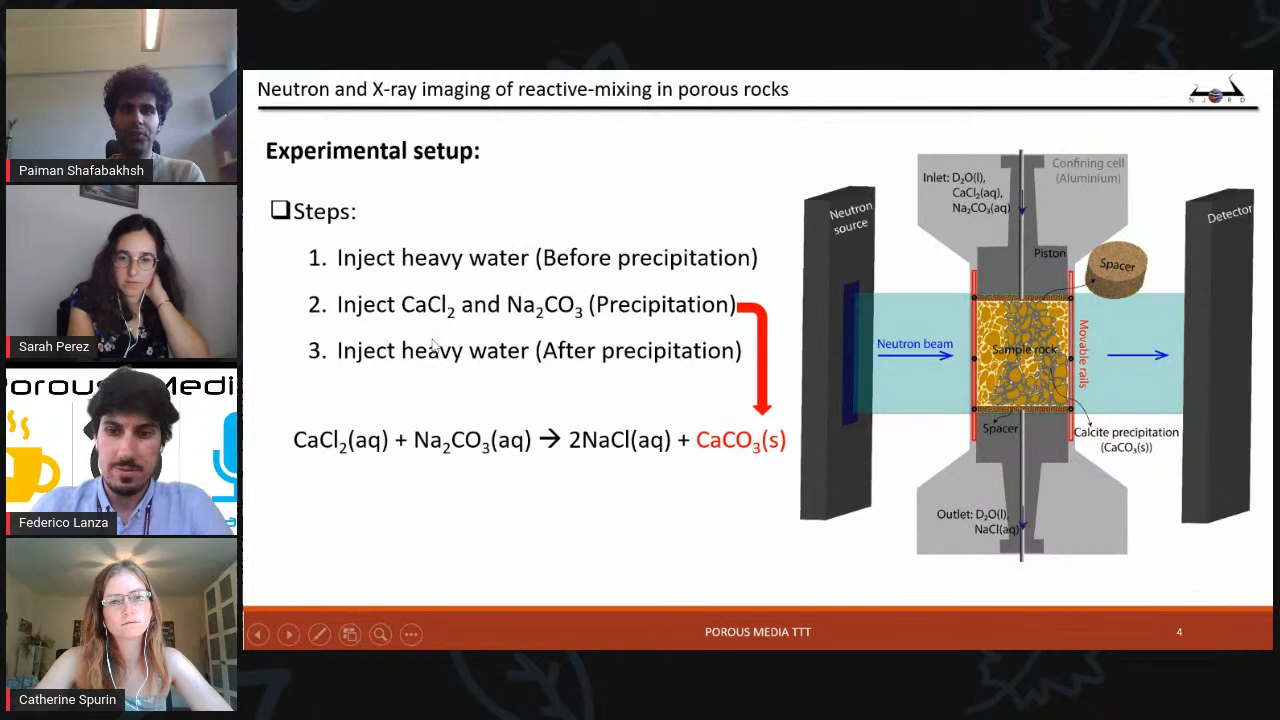 Paiman Shafabakhsh
Sarah Perez
Porous Media
Federico Lanza
Catherine Spurin
Neutron and X-ray imaging of reactive-mixing in porous rocks
NJORD
Experimental setup:
Steps:
1. Inject heavy water (Before precipitation)
2. Inject CaCl₂ and Na₂CO₃ (Precipitation)
3. Inject heavy water (After precipitation)
CaCl₂(aq) + Na₂CO₃(aq) → 2NaCl(aq) + CaCO₃(s)
Neutron
source
Neutron beam
Inlet: D₂O(l),
CaCl₂(aq),
Na₂CO₃(aq)
Confining cell
(Aluminium)
Piston
Spacer
Sample rock
Movable rails
Detector
Spacer
Calcite precipitation
(CaCO₃(s))
Outlet: D₂O(l),
NaCl(aq)
POROUS MEDIA TTT
4